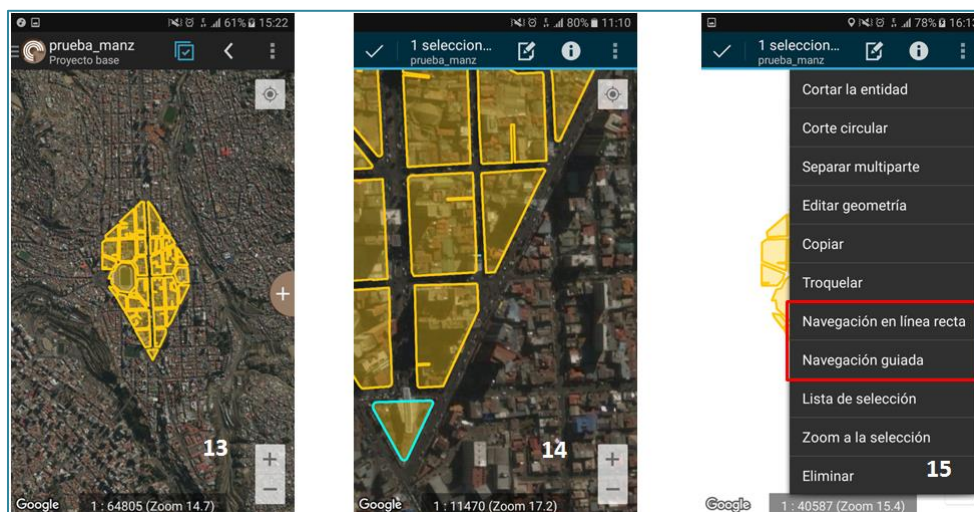 61% 15:22
prueba_manz
Proyecto base
+
13
+
−
Google
1 : 64805 (Zoom 14.7)
80% 11:10
1 seleccion...
prueba_manz
14
+
−
Google
1 : 11470 (Zoom 17.2)
78% 16:13
1 seleccion...
prueba_manz
Cortar la entidad
Corte circular
Separar multiparte
Editar geometría
Copiar
Troquelar
Navegación en línea recta
Navegación guiada
Lista de selección
Zoom a la selección
Eliminar
15
Google
1 : 40587 (Zoom 15.4)